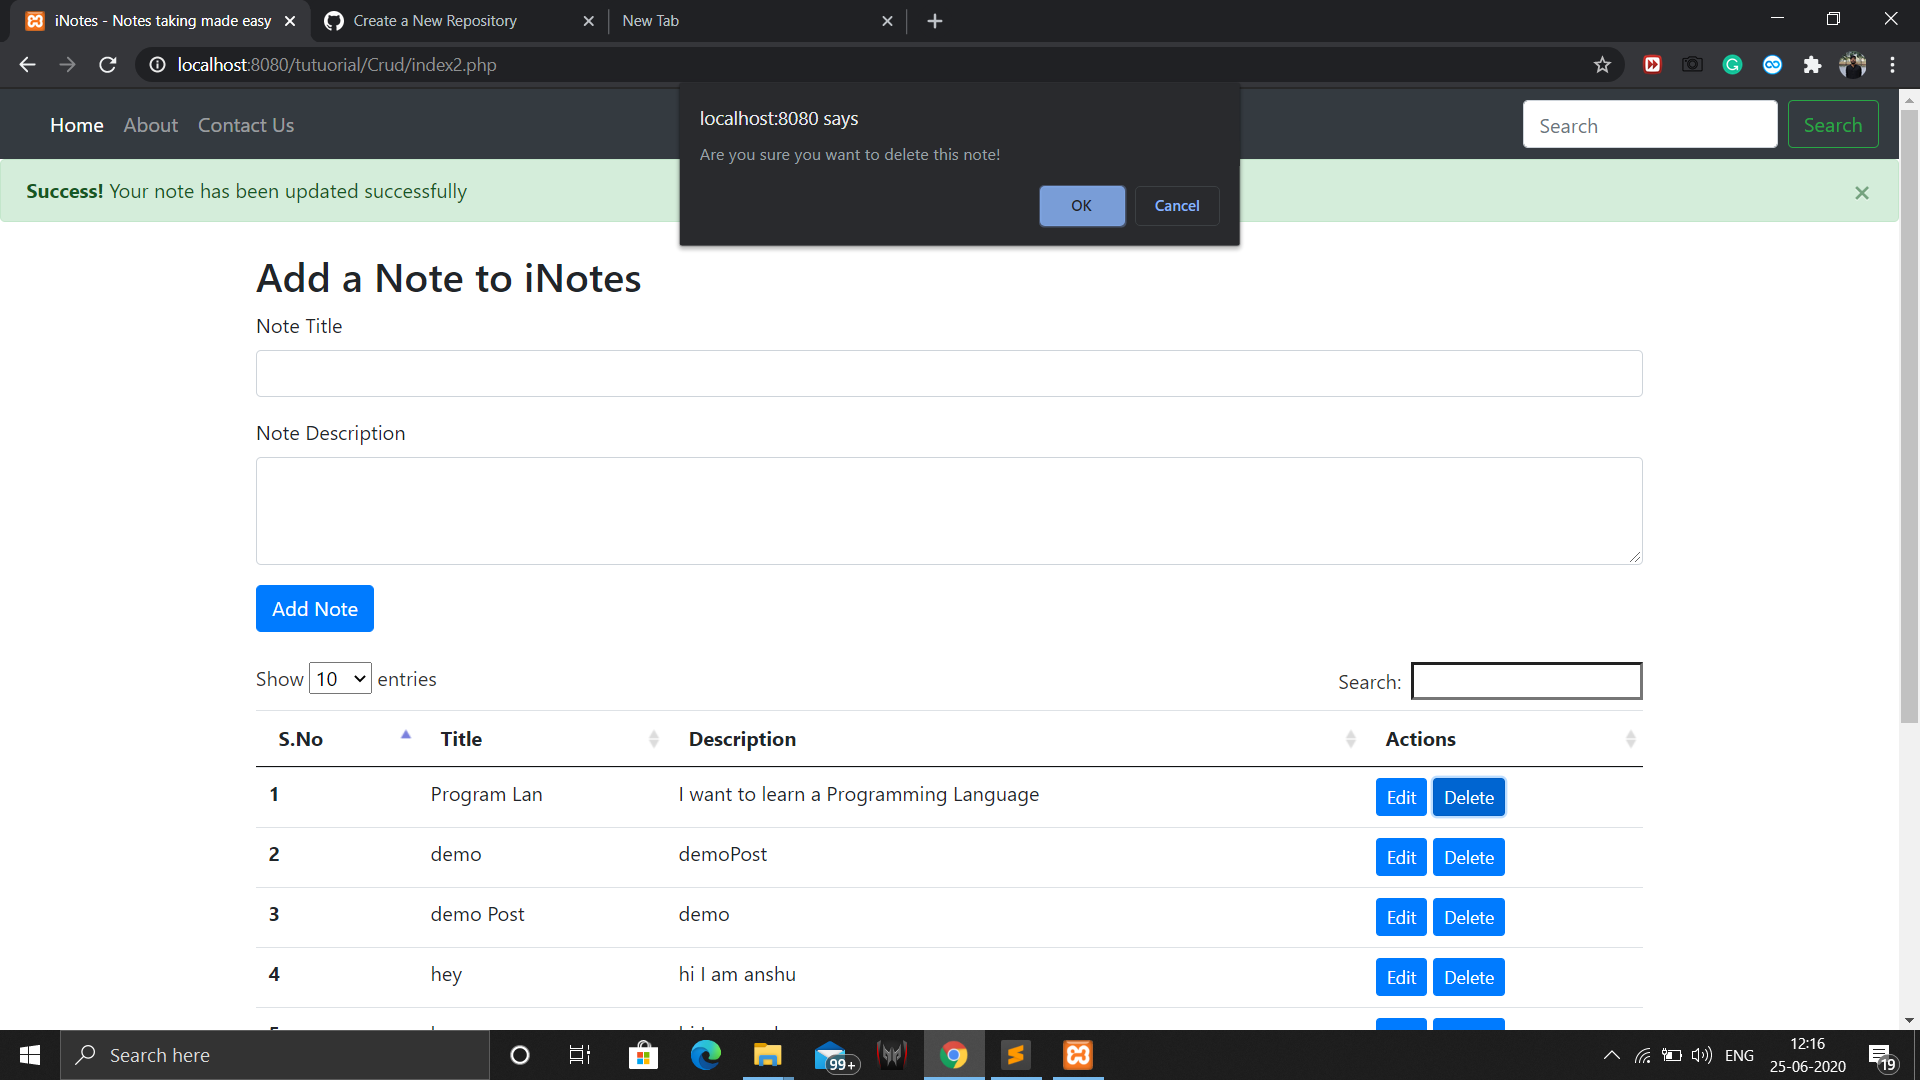 iNotes - Notes taking made easy
Create a New Repository
New Tab
localhost:8080/tutuorial/Crud/index2.php
Home About Contact Us
Search
Search
localhost:8080 says
Are you sure you want to delete this note!
OK Cancel
Success! Your note has been updated successfully
Add a Note to iNotes
Note Title
Note Description
Add Note
Show 10 entries
Search:
S.No Title Description Actions
1 Program Lan I want to learn a Programming Language Edit Delete
2 demo demoPost Edit Delete
3 demo Post demo Edit Delete
4 hey hi I am anshu Edit Delete
Search here
99+
ENG
12:16
25-06-2020
19